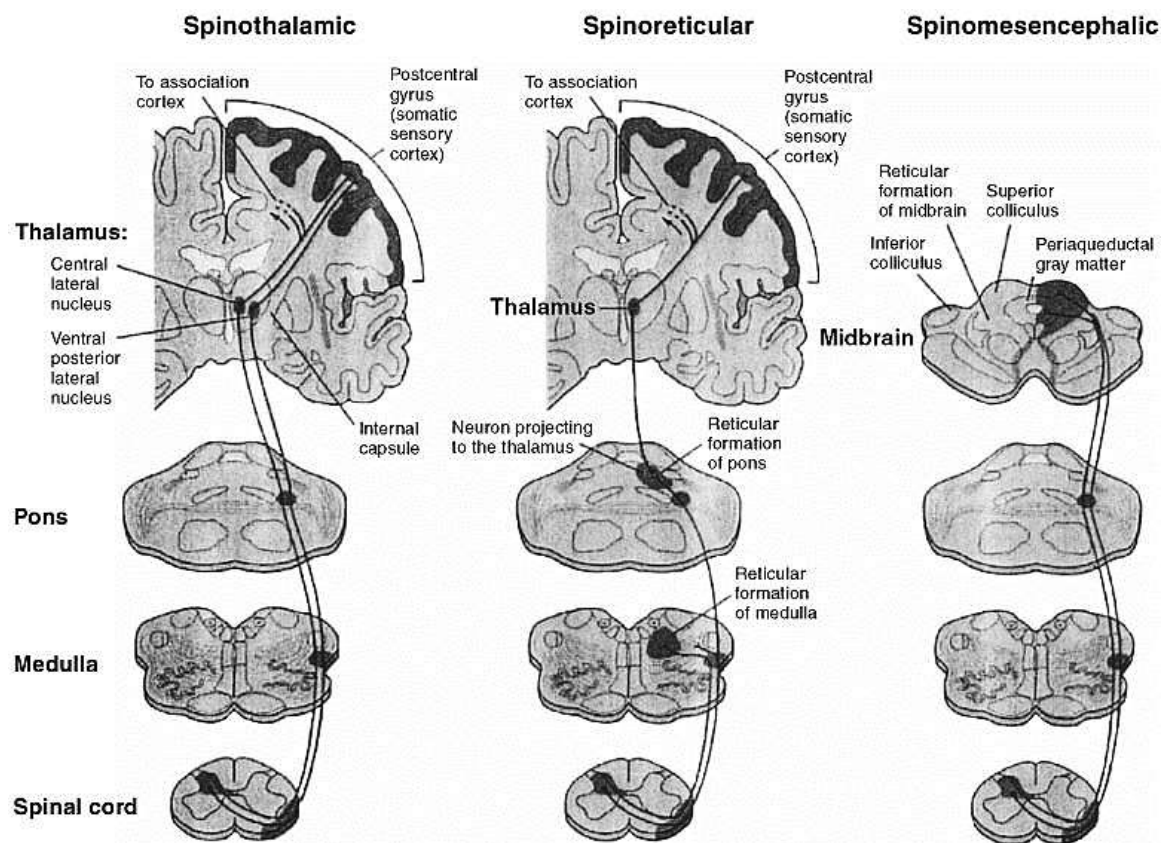 Spinothalamic
Spinoreticular
Spinomesencephalic
To association
cortex
Postcentral
gyrus
(somatic
sensory
cortex)
Thalamus:
Central
lateral
nucleus
Ventral
posterior
lateral
nucleus
Internal
capsule
To association
cortex
Postcentral
gyrus
(somatic
sensory
cortex)
Thalamus
Neuron projecting
to the thalamus
Reticular
formation
of pons
Reticular
formation
of medulla
Reticular
formation
of midbrain
Superior
colliculus
Inferior
colliculus
Periaqueductal
gray matter
Midbrain
Pons
Medulla
Spinal cord